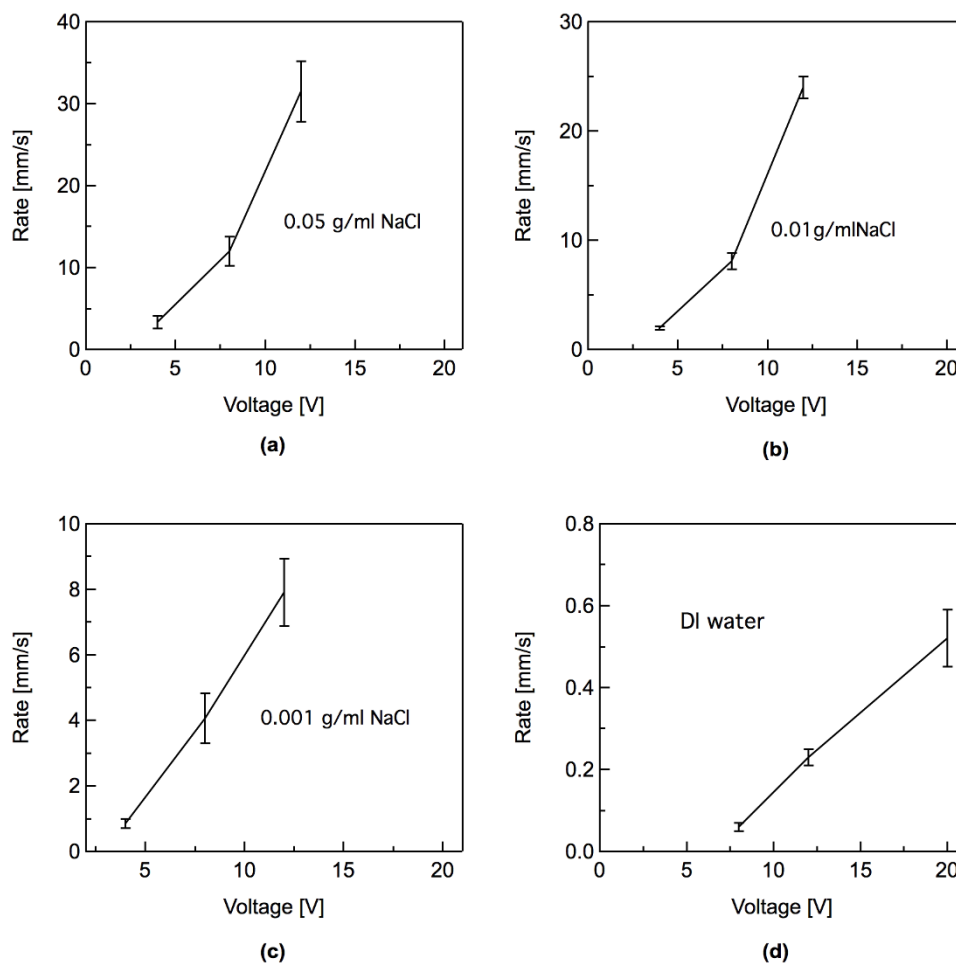 40
30
20
10
0
Rate [mm/s]
0.05 g/ml NaCl
0 5 10 15 20
Voltage [V]
(a)
30
20
10
0
Rate [mm/s]
0.01g/mlNaCl
0 5 10 15 20
Voltage [V]
(b)
10
8
6
4
2
0
Rate [mm/s]
0.001 g/ml NaCl
5 10 15 20
Voltage [V]
(c)
0.8
0.6
0.4
0.2
0.0
Rate [mm/s]
DI water
0 5 10 15 20
Voltage [V]
(d)